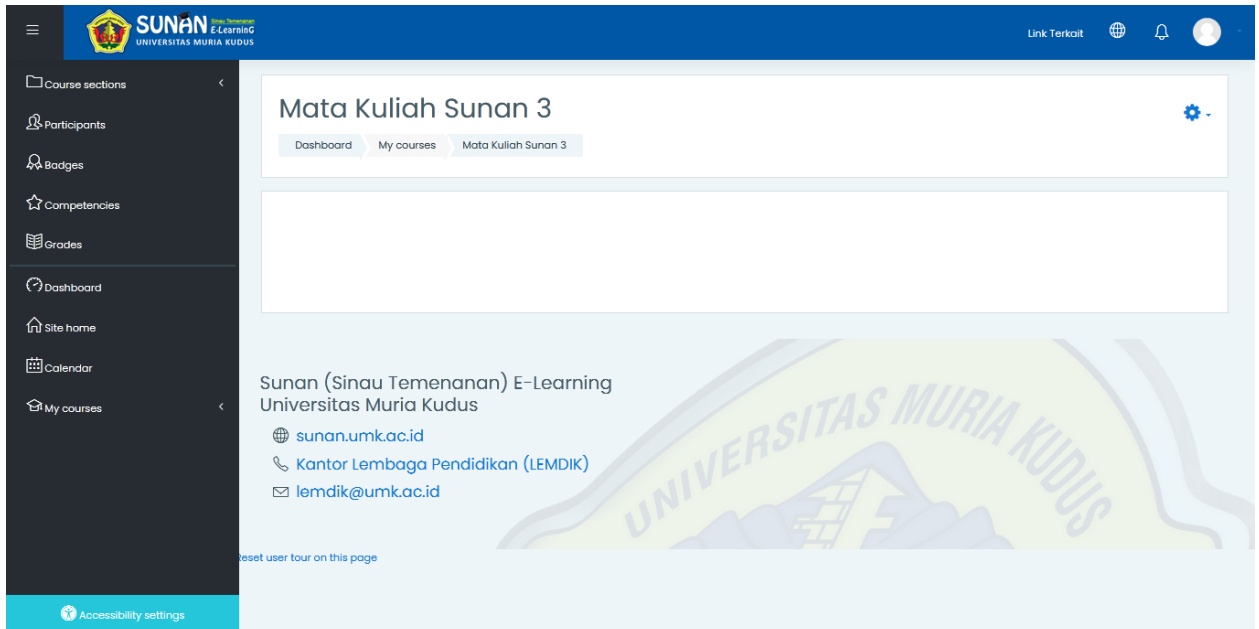 SUNAN Sinau Temenanan E-Learning
UNIVERSITAS MURIA KUDUS
Link Terkait
Course sections
Participants
Badges
Competencies
Grades
Dashboard
Site home
Calendar
My courses
Accessibility settings
Mata Kuliah Sunan 3
Dashboard My courses Mata Kuliah Sunan 3
Sunan (Sinau Temenanan) E-Learning
Universitas Muria Kudus
sunan.umk.ac.id
Kantor Lembaga Pendidikan (LEMDIK)
lemdik@umk.ac.id
UNIVERSITAS MURIA KUDUS
eset user tour on this page